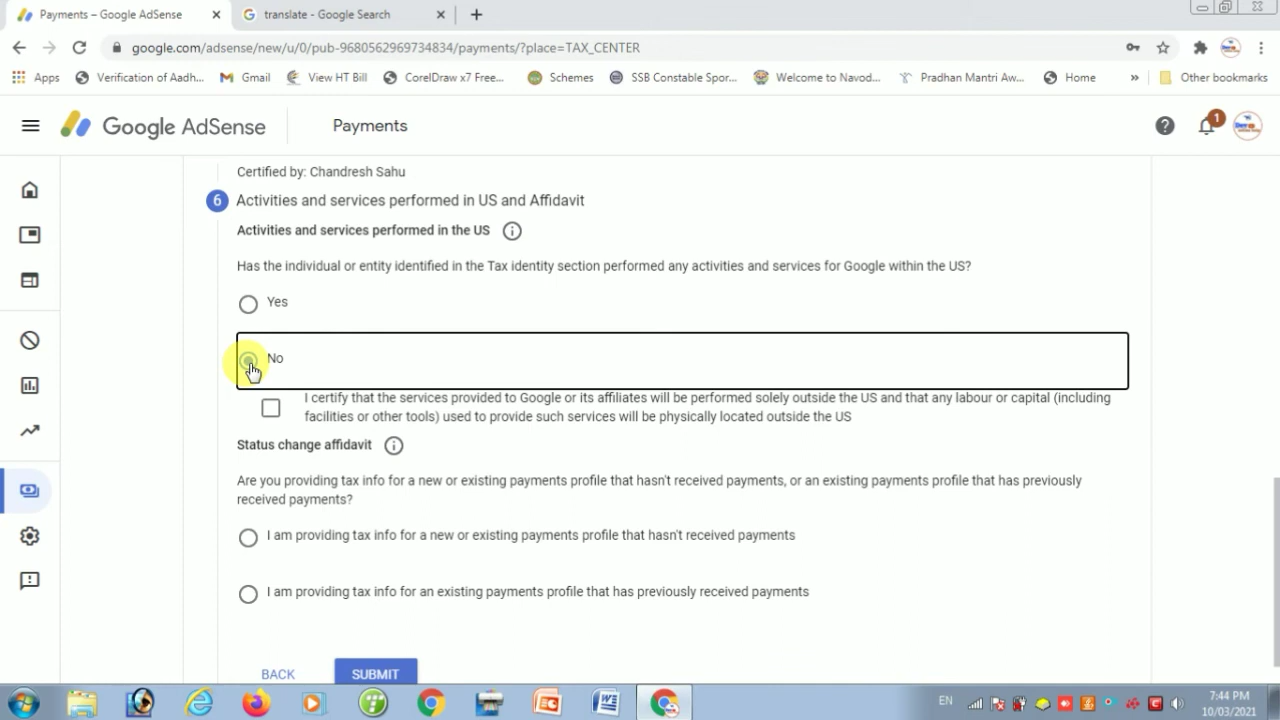 Payments – Google AdSense
translate - Google Search
google.com/adsense/new/u/0/pub-9680562969734834/payments/?place=TAX_CENTER
Apps
Verification of Aadh...
Gmail
View HT Bill
CorelDraw x7 Free...
Schemes
SSB Constable Spor...
Welcome to Navod...
Pradhan Mantri Aw...
Home
»
Other bookmarks
Google AdSense
Payments
1
Certified by: Chandresh Sahu
6 Activities and services performed in US and Affidavit
Activities and services performed in the US
Has the individual or entity identified in the Tax identity section performed any activities and services for Google within the US?
Yes
No
I certify that the services provided to Google or its affiliates will be performed solely outside the US and that any labour or capital (including
facilities or other tools) used to provide such services will be physically located outside the US
Status change affidavit
Are you providing tax info for a new or existing payments profile that hasn't received payments, or an existing payments profile that has previously
received payments?
I am providing tax info for a new or existing payments profile that hasn't received payments
I am providing tax info for an existing payments profile that has previously received payments
BACK
SUBMIT
EN
7:44 PM
10/03/2021